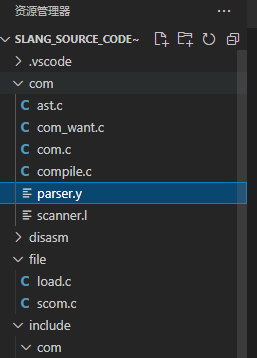 资源管理器
SLANG_SOURCE_CODE~
.vscode
com
ast.c
com_want.c
com.c
compile.c
parser.y
scanner.l
disasm
file
load.c
scom.c
include
com